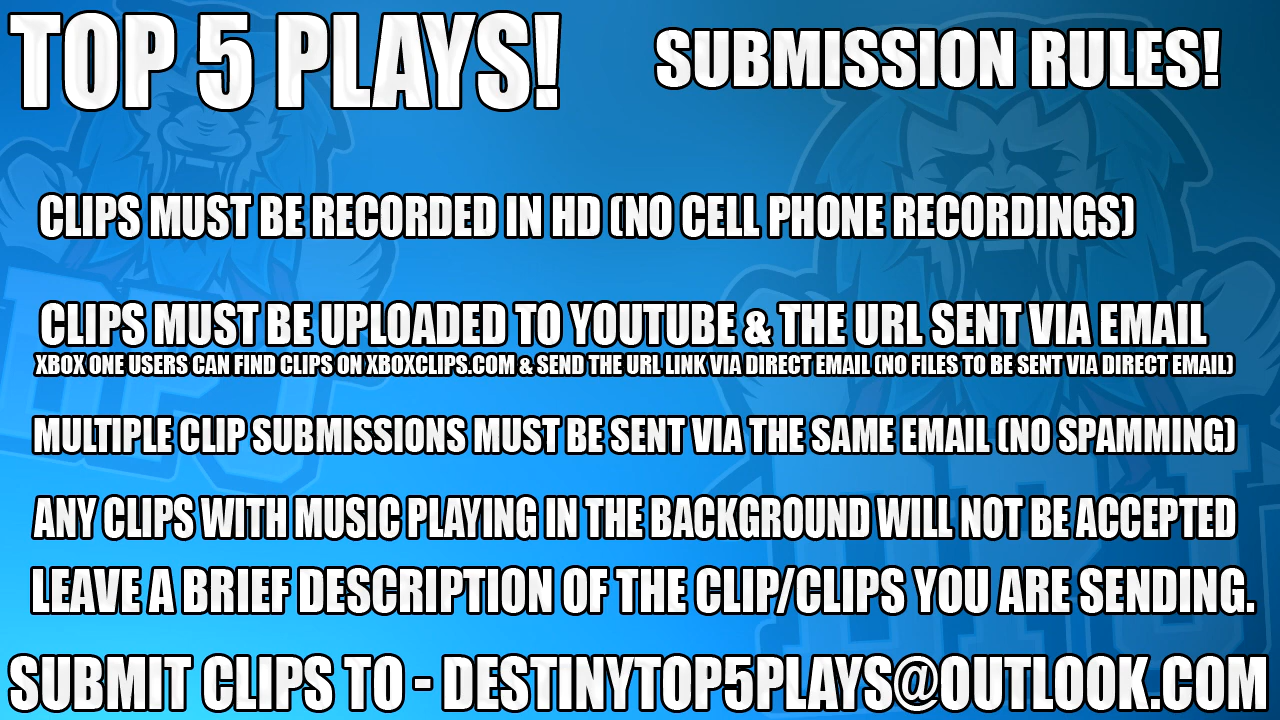 TOP 5 PLAYS!
SUBMISSION RULES!
CLIPS MUST BE RECORDED IN HD (NO CELL PHONE RECORDINGS)
CLIPS MUST BE UPLOADED TO YOUTUBE & THE URL SENT VIA EMAIL
XBOX ONE USERS CAN FIND CLIPS ON XBOXCLIPS.COM & SEND THE URL LINK VIA DIRECT EMAIL (NO FILES TO BE SENT VIA DIRECT EMAIL)
MULTIPLE CLIP SUBMISSIONS MUST BE SENT VIA THE SAME EMAIL (NO SPAMMING)
ANY CLIPS WITH MUSIC PLAYING IN THE BACKGROUND WILL NOT BE ACCEPTED
LEAVE A BRIEF DESCRIPTION OF THE CLIP/CLIPS YOU ARE SENDING.
SUBMIT CLIPS TO - DESTINYTOP5PLAYS@OUTLOOK.COM